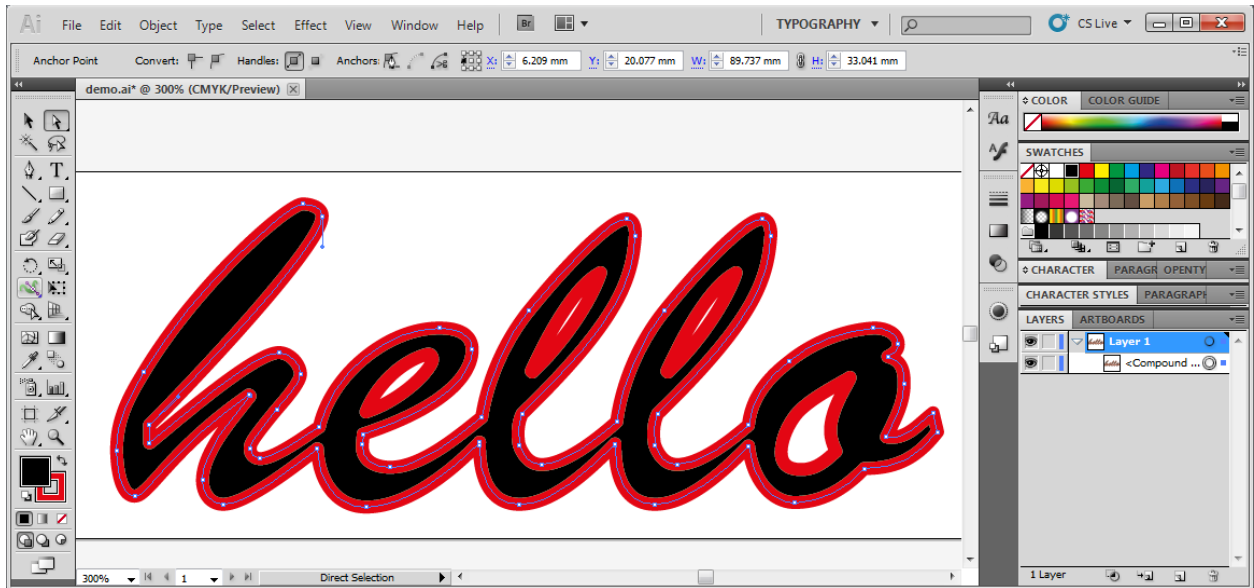 Ai File Edit Object Type Select Effect View Window Help Br TYPOGRAPHY CS Live
Anchor Point Convert: Handles: Anchors: X: 6.209 mm Y: 20.077 mm W: 89.737 mm H: 33.041 mm
demo.ai* @ 300% (CMYK/Preview)
COLOR COLOR GUIDE
SWATCHES
hello
CHARACTER PARAGR OPENTY
CHARACTER STYLES PARAGRAPH
LAYERS ARTBOARDS
Layer 1
<Compound ...
300% 1 Direct Selection
1 Layer